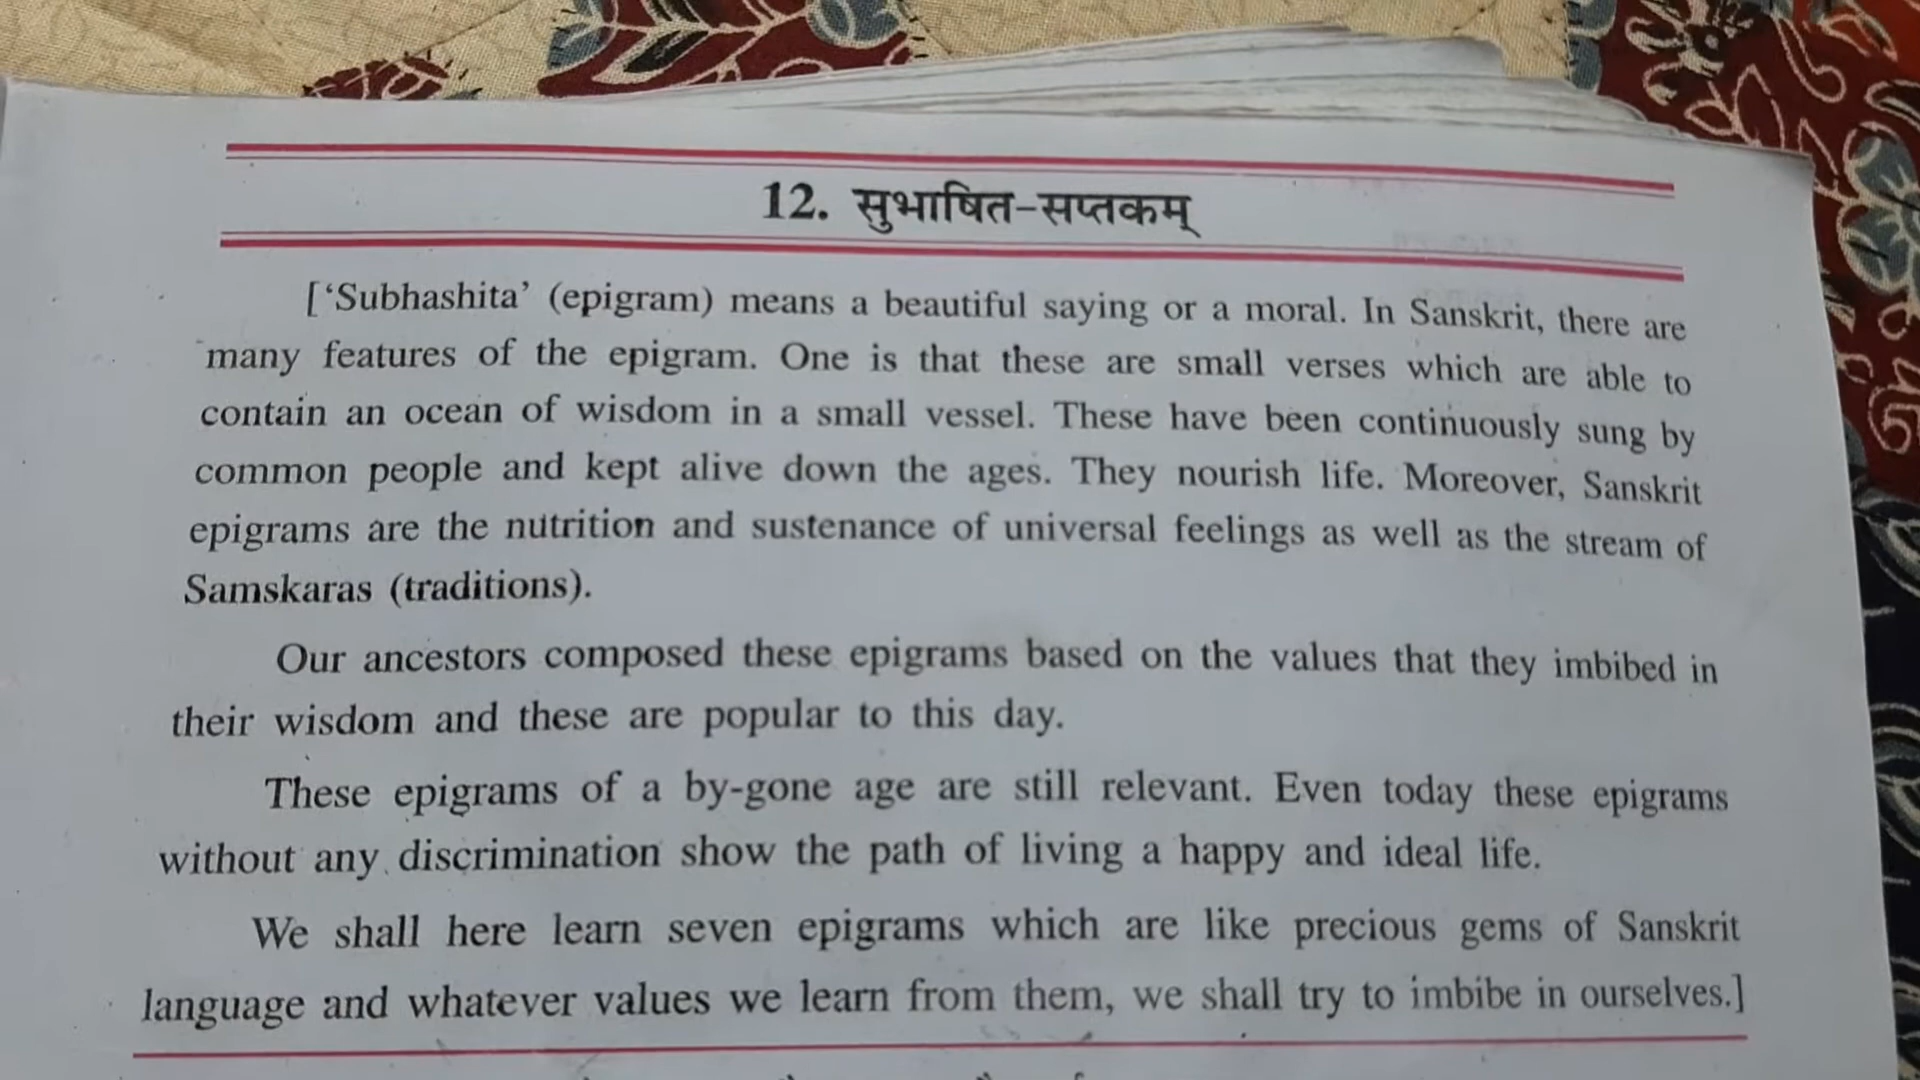 12. सुभाषित-सप्तकम्
[‘Subhashita’ (epigram) means a beautiful saying or a moral. In Sanskrit, there are
many features of the epigram. One is that these are small verses which are able to
contain an ocean of wisdom in a small vessel. These have been continuously sung by
common people and kept alive down the ages. They nourish life. Moreover, Sanskrit
epigrams are the nutrition and sustenance of universal feelings as well as the stream of
Samskaras (traditions).
Our ancestors composed these epigrams based on the values that they imbibed in
their wisdom and these are popular to this day.
These epigrams of a by-gone age are still relevant. Even today these epigrams
without any discrimination show the path of living a happy and ideal life.
We shall here learn seven epigrams which are like precious gems of Sanskrit
language and whatever values we learn from them, we shall try to imbibe in ourselves.]